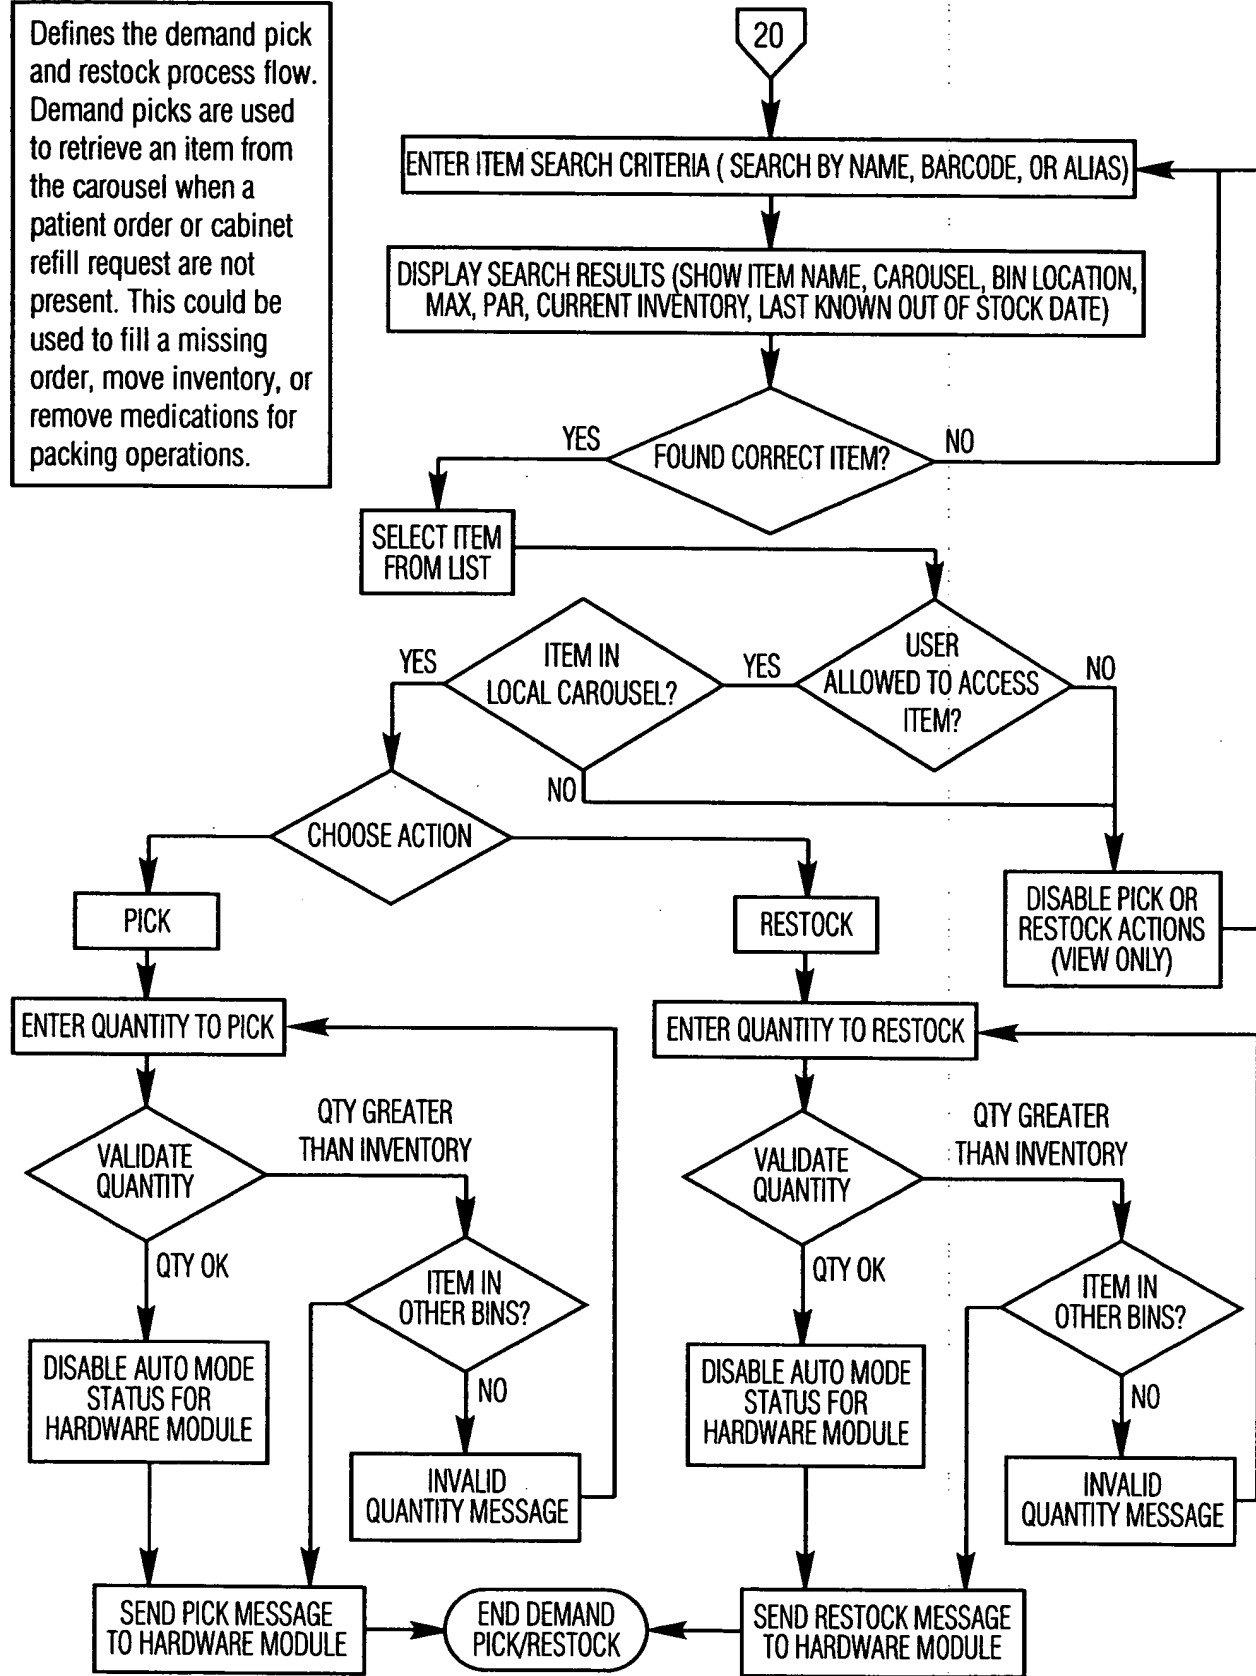 Defines the demand pick
and restock process flow.
Demand picks are used
to retrieve an item from
the carousel when a
patient order or cabinet
refill request are not
present. This could be
used to fill a missing
order, move inventory, or
remove medications for
packing operations.
20
ENTER ITEM SEARCH CRITERIA ( SEARCH BY NAME, BARCODE, OR ALIAS)
DISPLAY SEARCH RESULTS (SHOW ITEM NAME, CAROUSEL, BIN LOCATION,
MAX, PAR, CURRENT INVENTORY, LAST KNOWN OUT OF STOCK DATE)
YES
FOUND CORRECT ITEM?
NO
SELECT ITEM
FROM LIST
YES
ITEM IN
LOCAL CAROUSEL?
YES
USER
ALLOWED TO ACCESS
ITEM?
NO
NO
CHOOSE ACTION
PICK
RESTOCK
DISABLE PICK OR
RESTOCK ACTIONS
(VIEW ONLY)
ENTER QUANTITY TO PICK
ENTER QUANTITY TO RESTOCK
VALIDATE
QUANTITY
QTY GREATER
THAN INVENTORY
VALIDATE
QUANTITY
QTY GREATER
THAN INVENTORY
QTY OK
ITEM IN
OTHER BINS?
QTY OK
ITEM IN
OTHER BINS?
DISABLE AUTO MODE
STATUS FOR
HARDWARE MODULE
NO
DISABLE AUTO MODE
STATUS FOR
HARDWARE MODULE
NO
INVALID
QUANTITY MESSAGE
INVALID
QUANTITY MESSAGE
SEND PICK MESSAGE
TO HARDWARE MODULE
END DEMAND
PICK/RESTOCK
SEND RESTOCK MESSAGE
TO HARDWARE MODULE